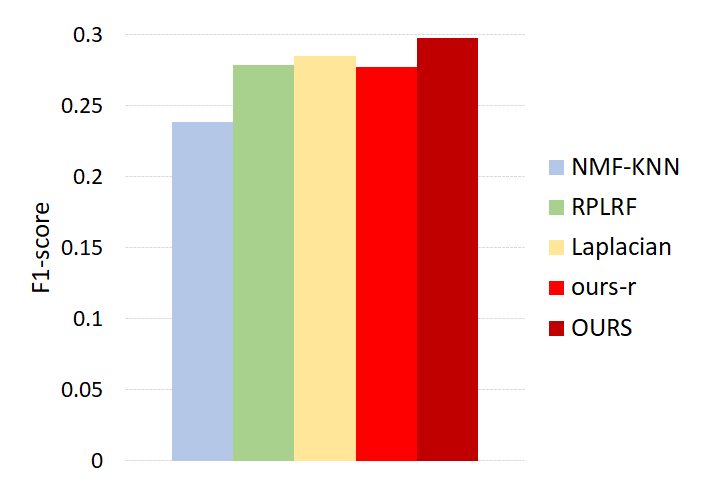 0.3
0.25
0.2
0.15
0.1
0.05
0
F1-score
NMF-KNN
RPLRF
Laplacian
ours-r
OURS